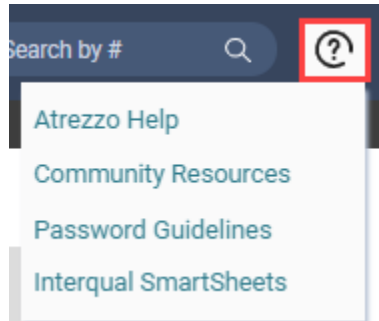 Search by #
Atrezzo Help
Community Resources
Password Guidelines
Interqual SmartSheets